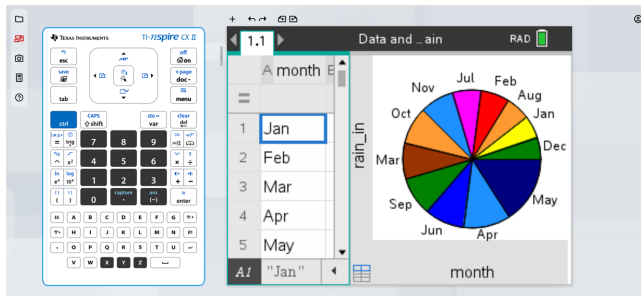 TEXAS INSTRUMENTS
TI-nspire CX II
esc
off
on
save
+page
doc
tab
menu
ctrl
CAPS
shift
sto
var
clear
del
trig
7 8 9
4 5 6
1 2 3
capture
ans
0 . (-)
enter
A B C D E F G
H I J K L M N
O P Q R S T U
V W X Y Z
1.1
Data and ...ain
RAD
A month
=
1 Jan
2 Feb
3 Mar
4 Apr
5 May
A1 "Jan"
rain_in
Jul
Feb
Aug
Jan
Dec
May
Apr
Jun
Sep
Mar
Oct
Nov
month